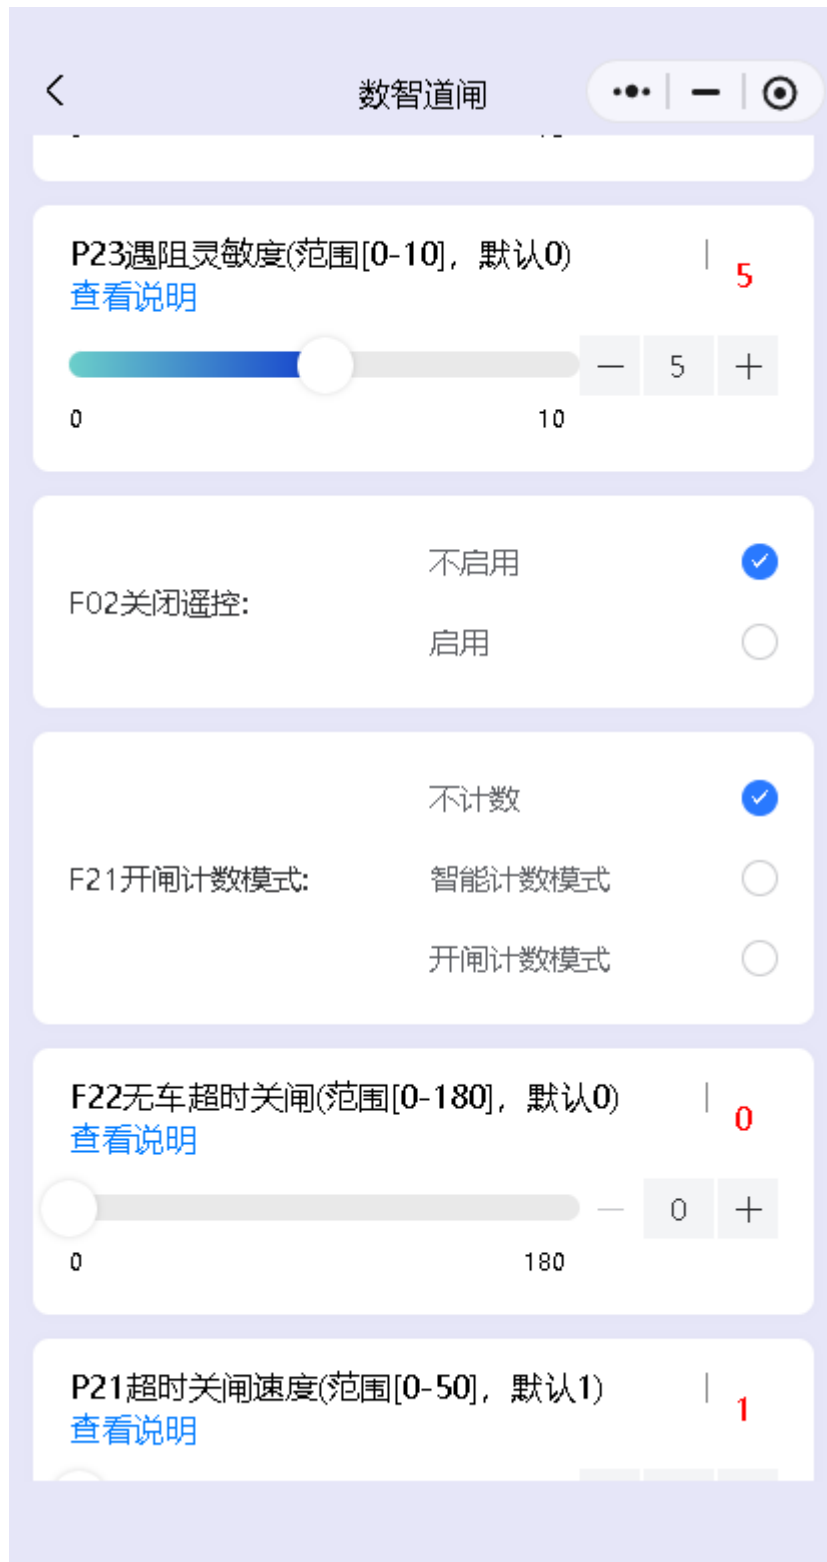 数智道闸
P23遇阻灵敏度(范围[0-10]，默认0)
5
查看说明
5
0
10
F02关闭遥控:
不启用
启用
F21开闸计数模式:
不计数
智能计数模式
开闸计数模式
F22无车超时关闸(范围[0-180]，默认0)
0
查看说明
0
0
180
P21超时关闸速度(范围[0-50]，默认1)
1
查看说明